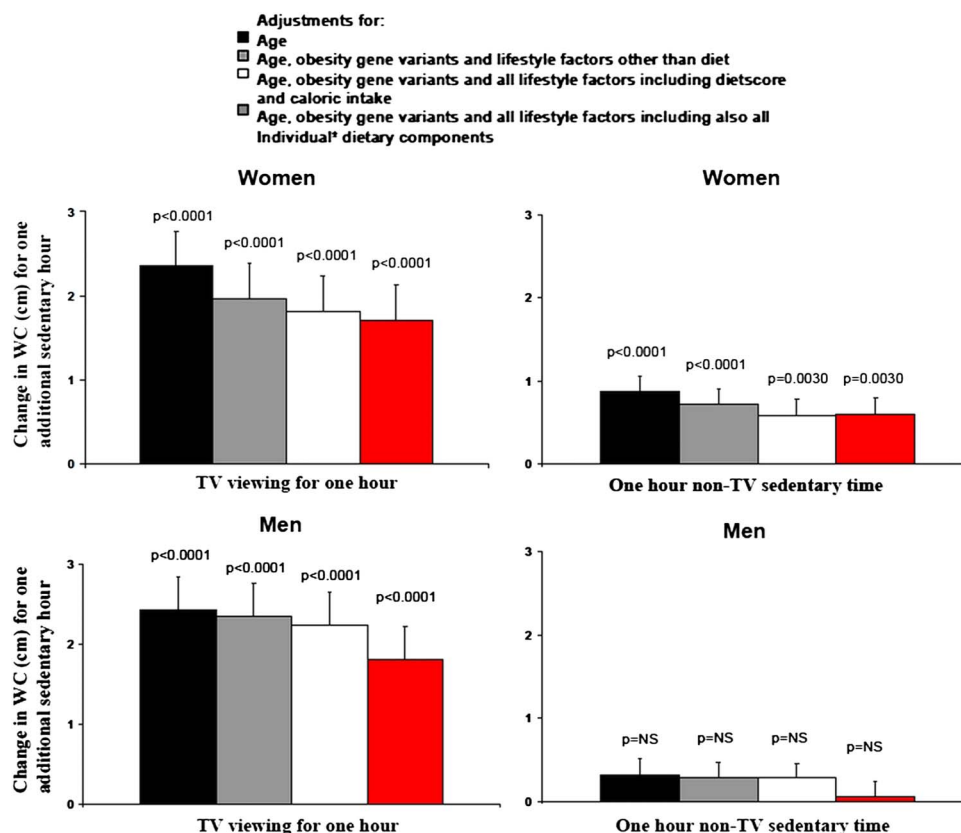 Adjustments for:
Age
Age, obesity gene variants and lifestyle factors other than diet
Age, obesity gene variants and all lifestyle factors including dietscore
and caloric intake
Age, obesity gene variants and all lifestyle factors including also all
Individual* dietary components
Women
Change in WC (cm) for one
additional sedentary hour
3
2
1
0
p<0.0001
p<0.0001
p<0.0001
p<0.0001
TV viewing for one hour
Women
3
2
1
0
p<0.0001
p<0.0001
p=0.0030
p=0.0030
One hour non-TV sedentary time
Men
Change in WC (cm) for one
additional sedentary hour
3
2
1
0
p<0.0001
p<0.0001
p<0.0001
p<0.0001
TV viewing for one hour
Men
3
2
1
0
p=NS
p=NS
p=NS
p=NS
One hour non-TV sedentary time